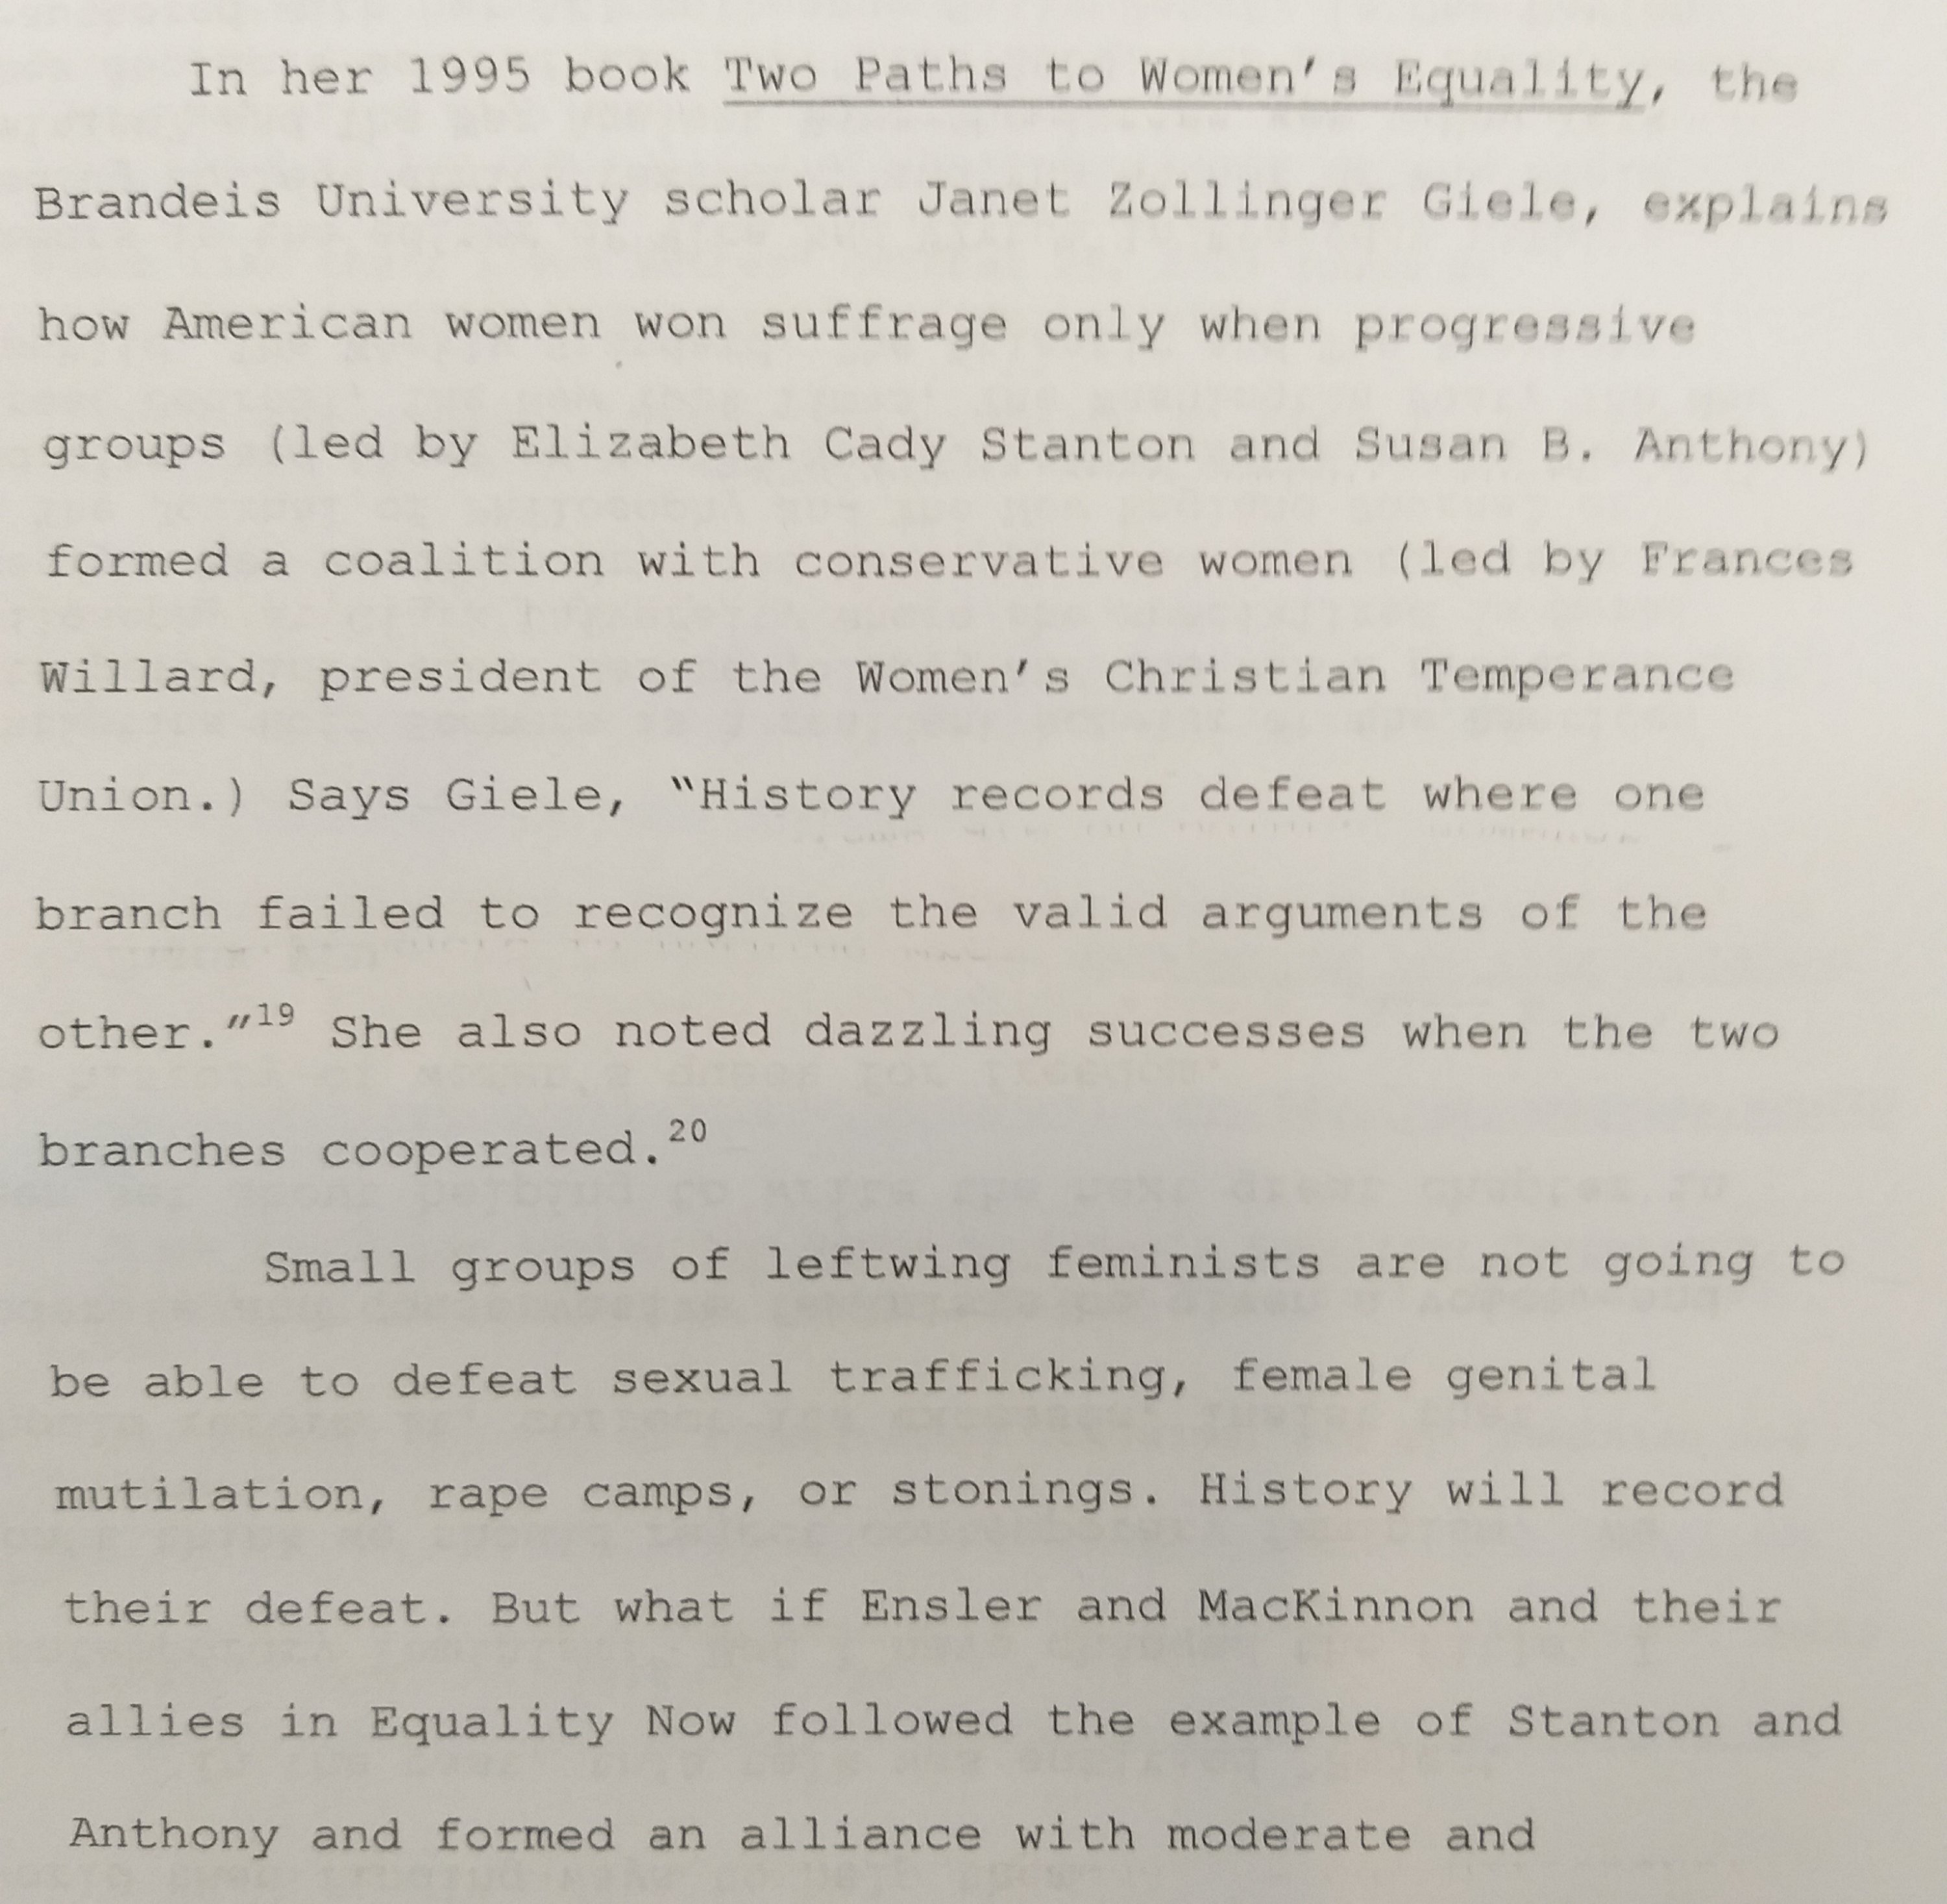 In her 1995 book Two Paths to Women's Equality, the
Brandeis University scholar Janet Zollinger Giele, explains
how American women won suffrage only when progressive
groups (led by Elizabeth Cady Stanton and Susan B. Anthony)
formed a coalition with conservative women (led by Frances
Willard, president of the Women's Christian Temperance
Union.) Says Giele, "History records defeat where one
branch failed to recognize the valid arguments of the
other."19 She also noted dazzling successes when the two
branches cooperated.20
Small groups of leftwing feminists are not going to
be able to defeat sexual trafficking, female genital
mutilation, rape camps, or stonings. History will record
their defeat. But what if Ensler and MacKinnon and their
allies in Equality Now followed the example of Stanton and
Anthony and formed an alliance with moderate and